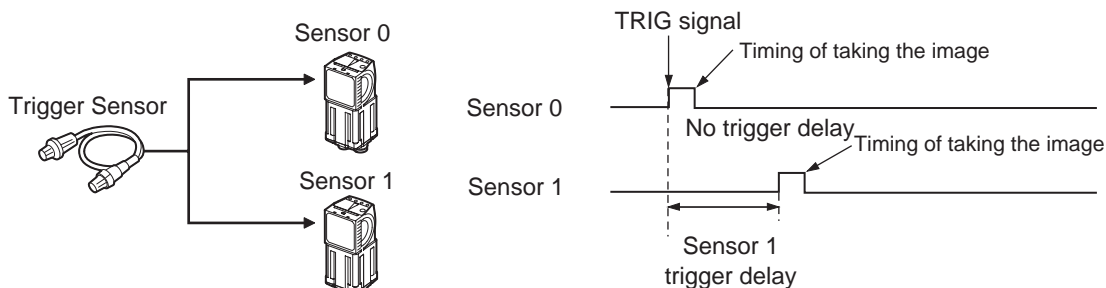 Sensor 0
Trigger Sensor
Sensor 1
TRIG signal
Timing of taking the image
Sensor 0
No trigger delay
Timing of taking the image
Sensor 1
Sensor 1
trigger delay